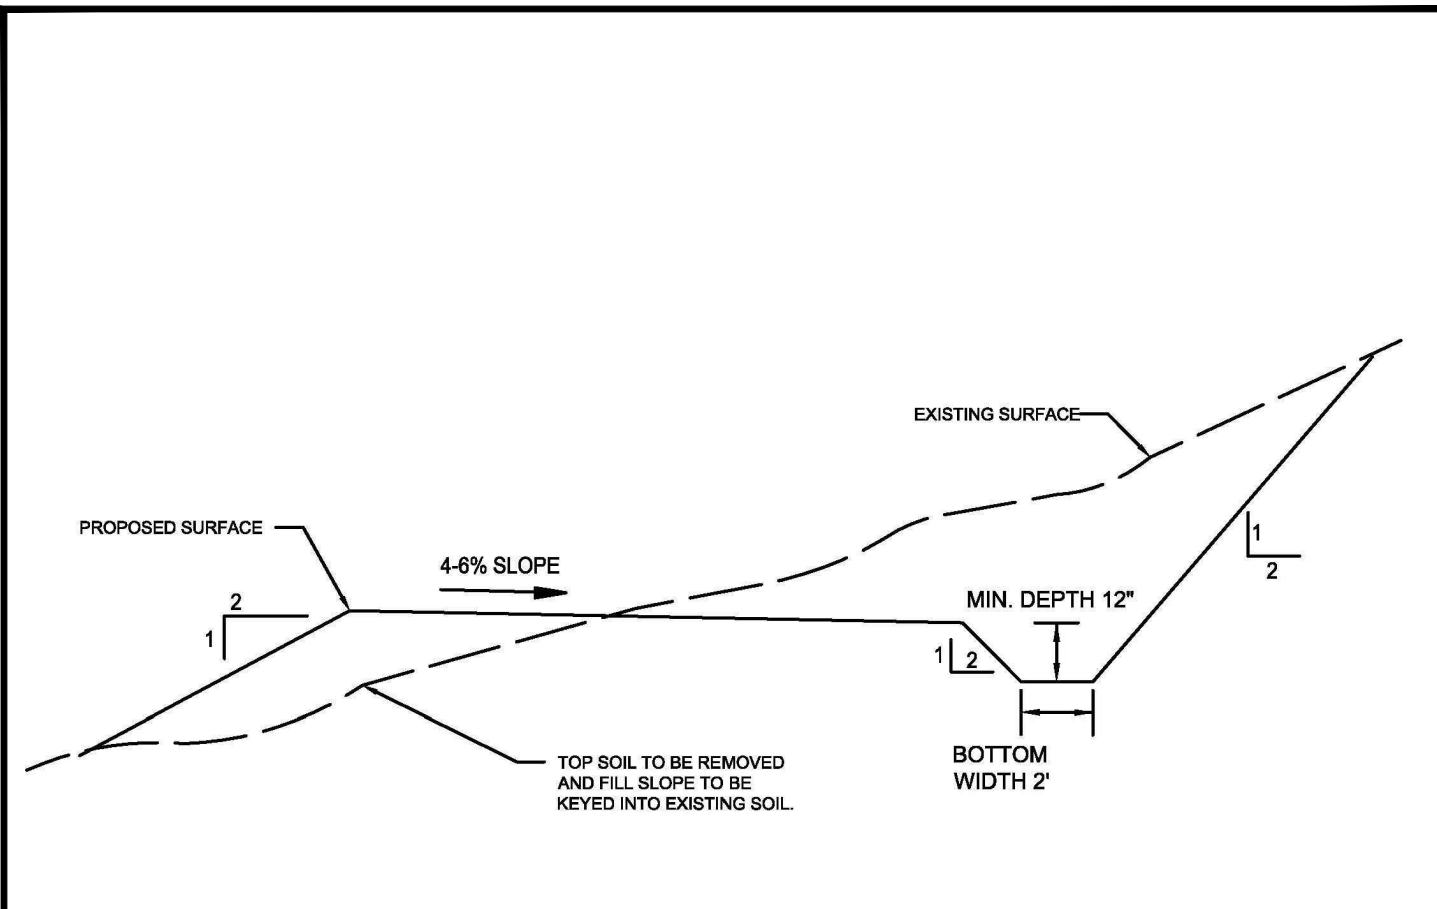 EXISTING SURFACE
PROPOSED SURFACE
4-6% SLOPE
2
1
MIN. DEPTH 12"
1
2
1
2
BOTTOM
WIDTH 2'
TOP SOIL TO BE REMOVED
AND FILL SLOPE TO BE
KEYED INTO EXISTING SOIL.